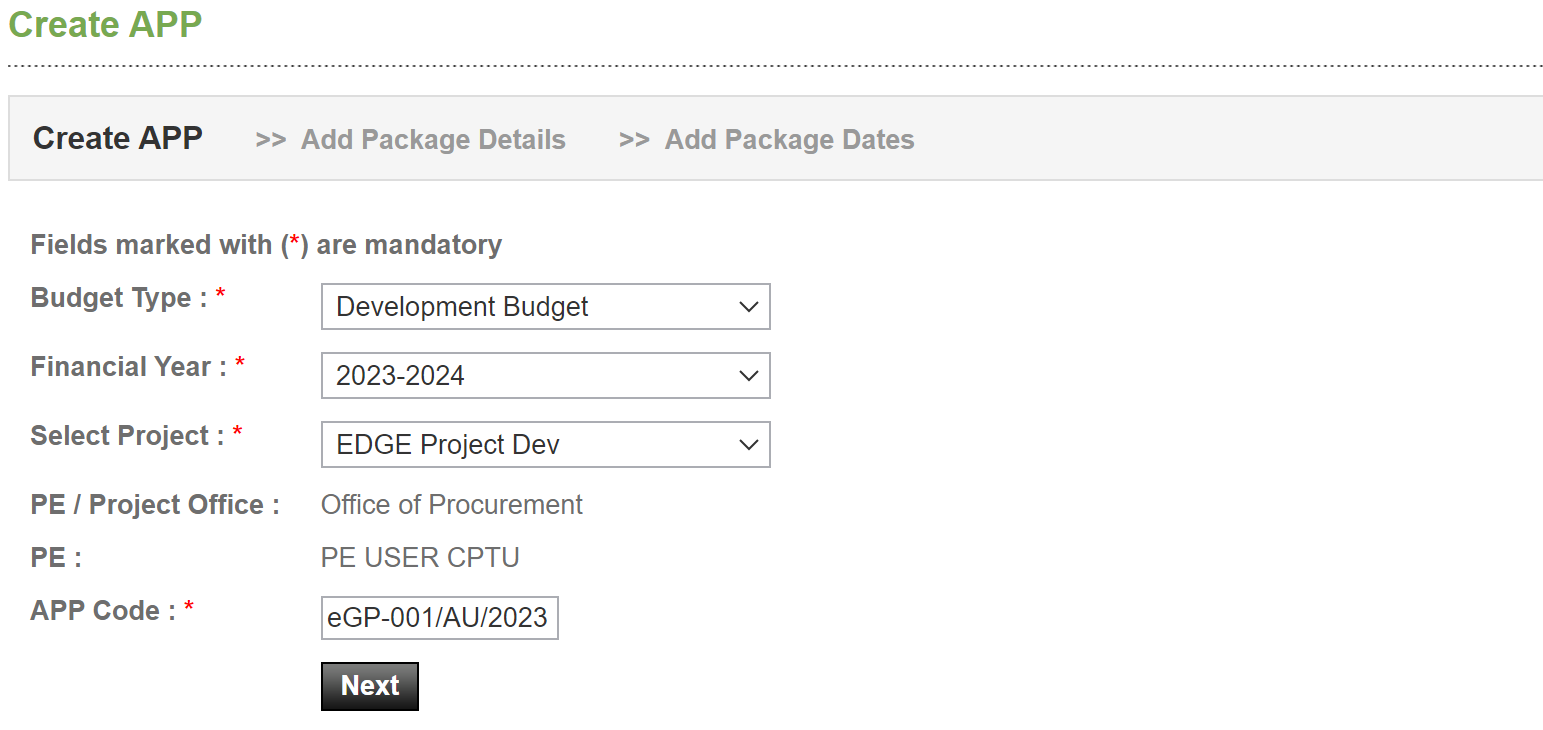 Create APP
Create APP >> Add Package Details >> Add Package Dates
Fields marked with (*) are mandatory
Budget Type : * Development Budget
Financial Year : * 2023-2024
Select Project : * EDGE Project Dev
PE / Project Office : Office of Procurement
PE : PE USER CPTU
APP Code : * eGP-001/AU/2023
Next